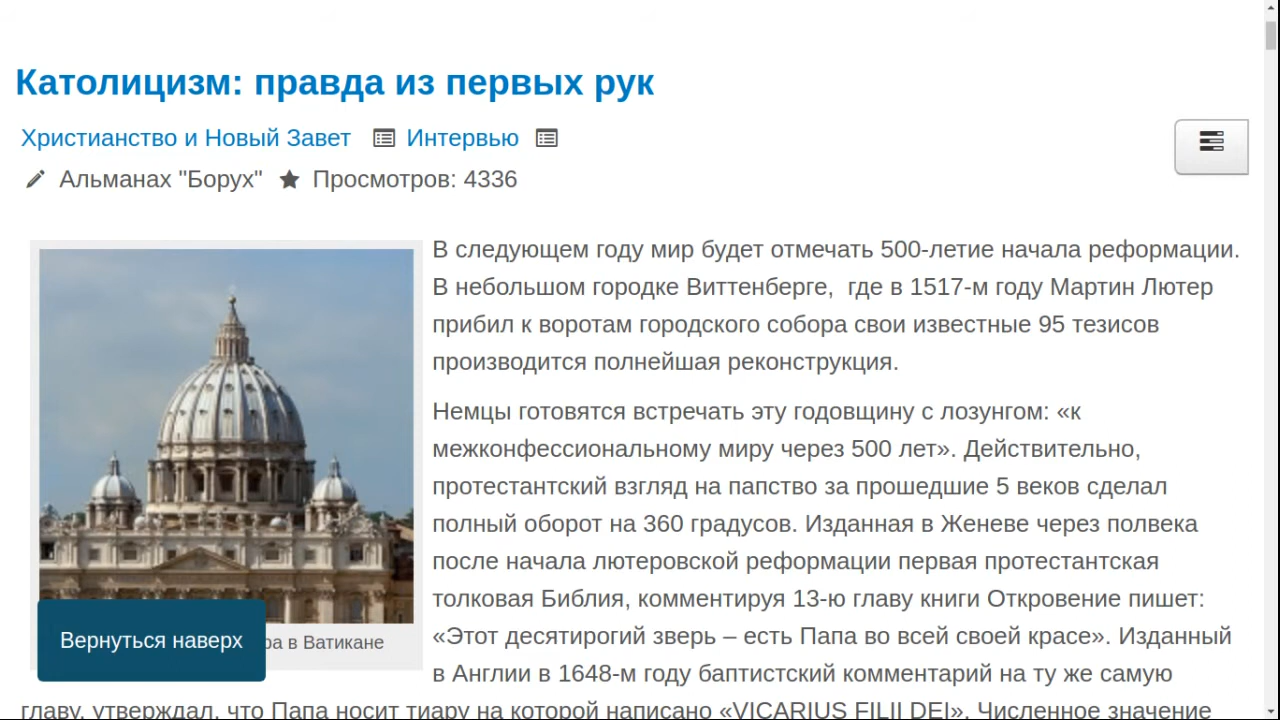 Католицизм: правда из первых рук
Христианство и Новый Завет Интервью
Альманах "Борух" Просмотров: 4336
В следующем году мир будет отмечать 500-летие начала реформации.
В небольшом городке Виттенберге, где в 1517-м году Мартин Лютер
прибил к воротам городского собора свои известные 95 тезисов
производится полнейшая реконструкция.
Немцы готовятся встречать эту годовщину с лозунгом: «к
межконфессиональному миру через 500 лет». Действительно,
протестантский взгляд на папство за прошедшие 5 веков сделал
полный оборот на 360 градусов. Изданная в Женеве через полвека
после начала лютеровской реформации первая протестантская
толковая Библия, комментируя 13-ю главу книги Откровение пишет:
«Этот десятирогий зверь – есть Папа во всей своей красе». Изданный
в Англии в 1648-м году баптистский комментарий на ту же самую
главу, утверждал, что Папа носит тиару на которой написано «VICARIUS FILII DEI». Численное значение
ра в Ватикане
Вернуться наверх